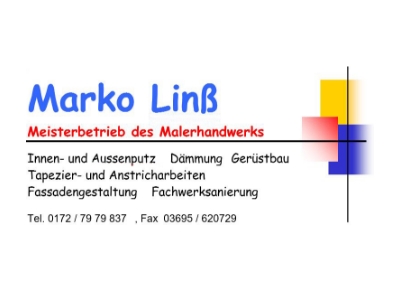 Marko Linß
Meisterbetrieb des Malerhandwerks
Innen- und Aussenputz Dämmung Gerüstbau
Tapezier- und Anstricharbeiten
Fassadengestaltung Fachwerksanierung
Tel. 0172 / 79 79 837 , Fax 03695 / 620729